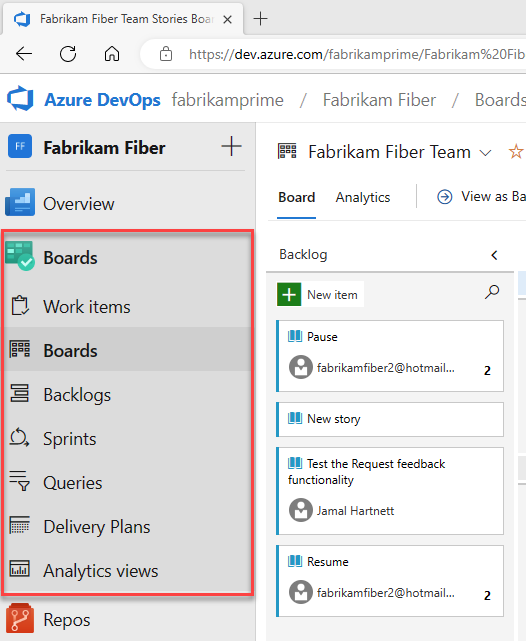 Fabrikam Fiber Team Stories Boar
https://dev.azure.com/fabrikamprime/Fabrikam%20Fib
Azure DevOps fabrikamprime / Fabrikam Fiber / Boards
FF Fabrikam Fiber
Overview
Boards
Work items
Boards
Backlogs
Sprints
Queries
Delivery Plans
Analytics views
Repos
Fabrikam Fiber Team
Board Analytics View as Ba
Backlog
New item
Pause
fabrikamfiber2@hotmail... 2
New story
Test the Request feedback
functionality
Jamal Hartnett
Resume
fabrikamfiber2@hotmail... 2